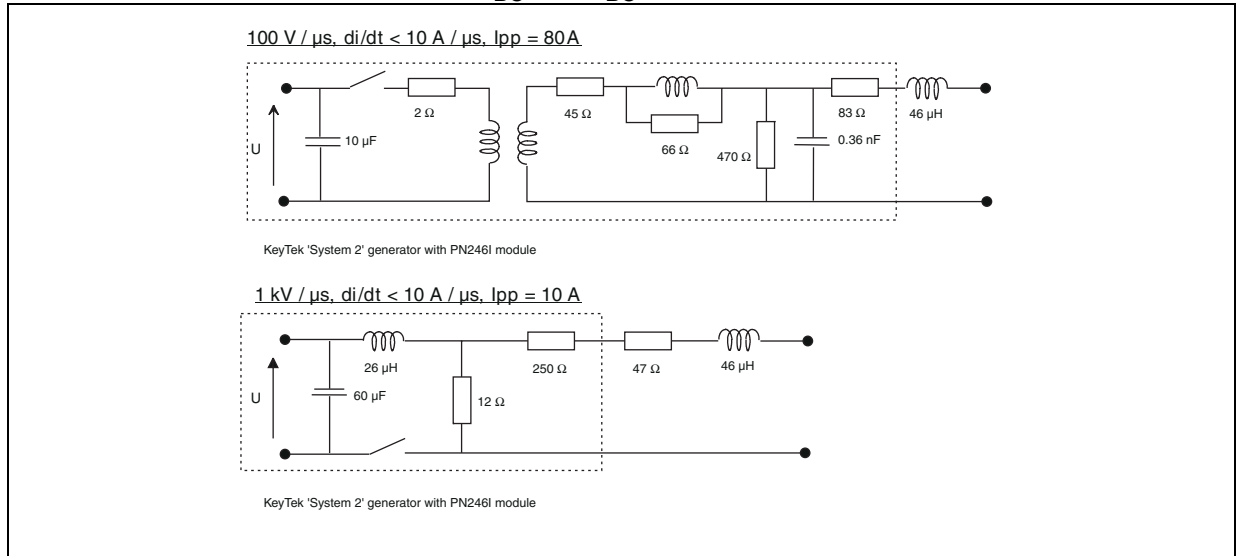 100 V / µs, di/dt < 10 A / µs, Ipp = 80 A
2 Ω
45 Ω
83 Ω
46 µH
U
10 µF
66 Ω
470 Ω
0.36 nF
KeyTek 'System 2' generator with PN246I module
1 kV / µs, di/dt < 10 A / µs, Ipp = 10 A
26 µH
250 Ω
47 Ω
46 µH
U
60 µF
12 Ω
KeyTek 'System 2' generator with PN246I module